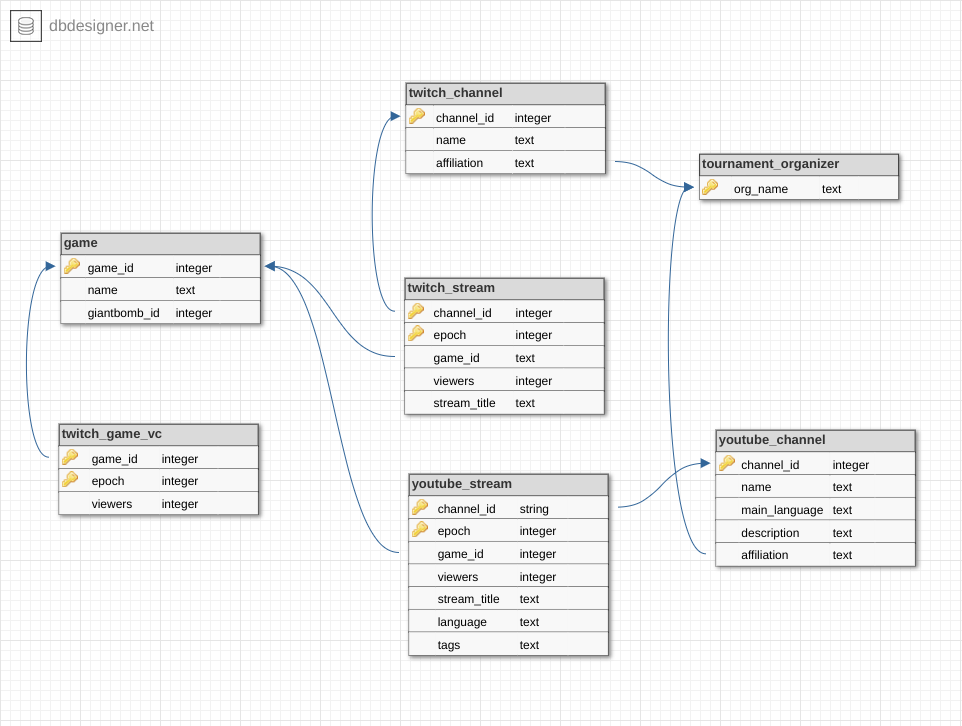 dbdesigner.net
twitch_channel
channel_id integer
name text
affiliation text
tournament_organizer
org_name text
game
game_id integer
name text
giantbomb_id integer
twitch_stream
channel_id integer
epoch integer
game_id text
viewers integer
stream_title text
twitch_game_vc
game_id integer
epoch integer
viewers integer
youtube_channel
channel_id integer
name text
main_language text
description text
affiliation text
youtube_stream
channel_id string
epoch integer
game_id integer
viewers integer
stream_title text
language text
tags text